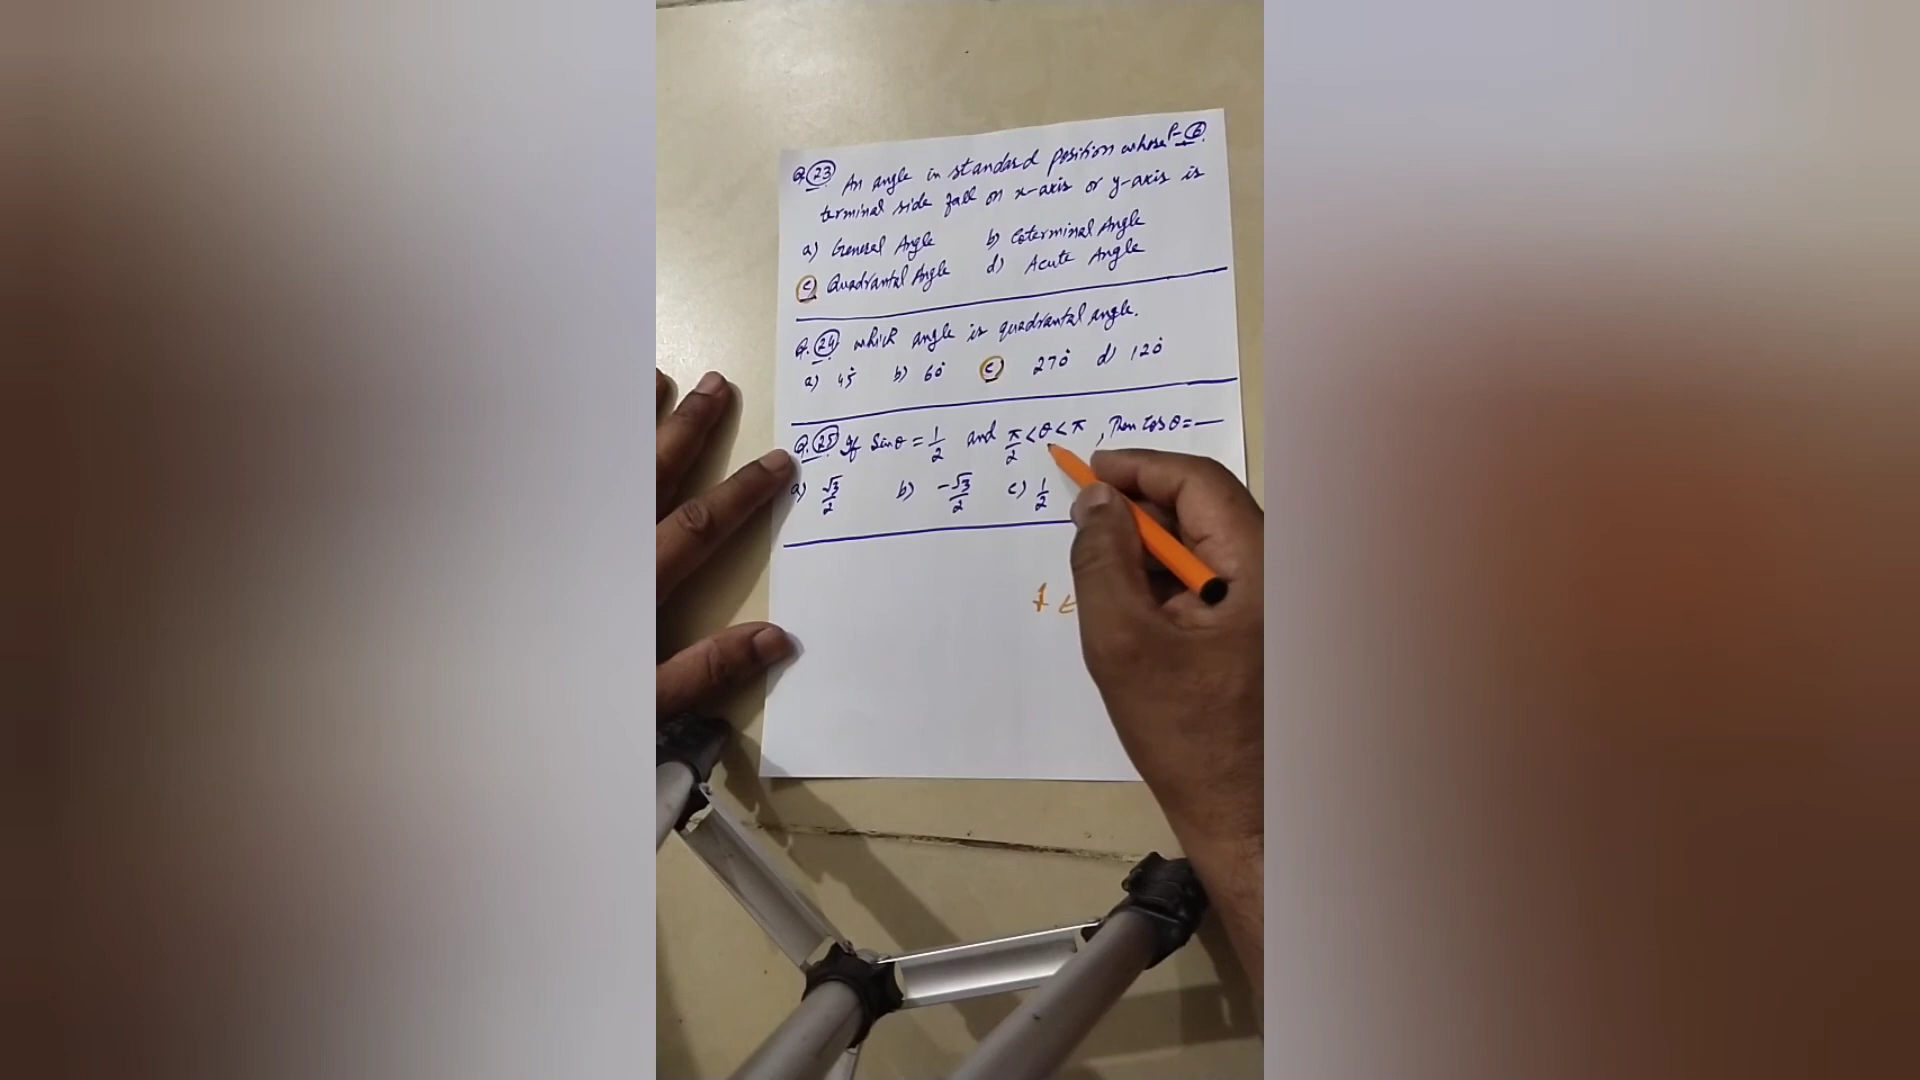 P-6
Q.23 An angle in standard position whose
terminal side fall on x-axis or y-axis is
a) General Angle b) Coterminal Angle
c) Quadrantal Angle d) Acute Angle
Q.24 which angle is quadrantal angle.
a) 45° b) 60° c) 270° d) 120°
Q.25 If Sinθ = 1/2 and π/2 < θ < π, Then Cos θ = —
a) √3/2 b) -√3/2 c) 1/2